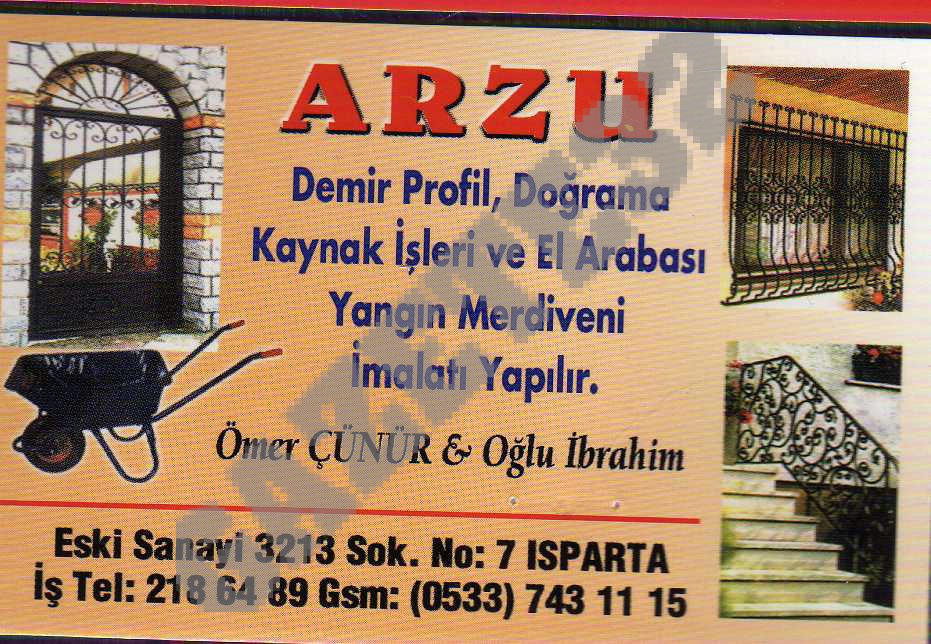 ARZU
Demir Profil, Doğrama
Kaynak İşleri ve El Arabası
Yangın Merdiveni
İmalatı Yapılır.
Ömer ÇÜNÜR & Oğlu İbrahim
Eski Sanayi 3213 Sok. No: 7 ISPARTA
İş Tel: 218 64 89 Gsm: (0533) 743 11 15